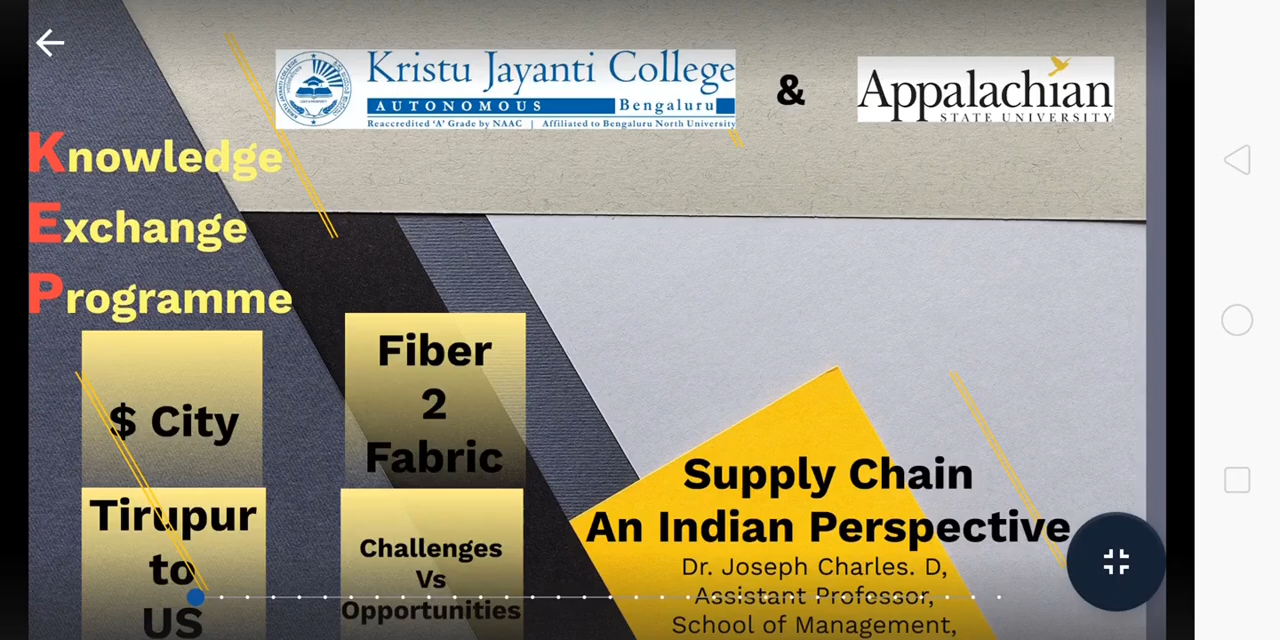 Kristu Jayanti College
AUTONOMOUS Bengaluru
Reaccredited 'A' Grade by NAAC | Affiliated to Bengaluru North University
&
Appalachian
STATE UNIVERSITY
Knowledge
Exchange
Programme
$ City
Fiber
2
Fabric
Tirupur
to
US
Challenges
Vs
Opportunities
Supply Chain
An Indian Perspective
Dr. Joseph Charles. D,
Assistant Professor,
School of Management,